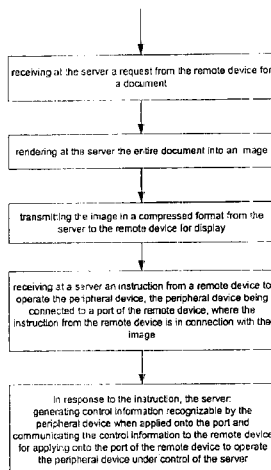 receiving at the server a request from the remote device for
a document
rendering at the server the entire document into an image
transmitting the image in a compressed format from the
server to the remote device for display
receiving at a server an instruction from a remote device to
operate the peripheral device, the peripheral device being
connected to a port of the remote device, where the
instruction from the remote device is in connection with the
image
In response to the instruction, the server:
generating control information recognizable by the
peripheral device when applied onto the port and
communicating the control information to the remote device
for applying onto the port of the remote device to operate
the peripheral device under control of the server